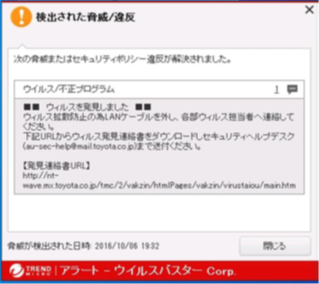 検出された脅威/違反
次の脅威またはセキュリティポリシー違反が解決されました。
ウイルス/不正プログラム 1
■■ ウィルスを発見しました ■■
ウィルス拡散防止の為LANケーブルを外し、各部ウィルス担当者へ連絡して
ください。
下記URLからウィルス発見連絡書をダウンロードしセキュリティヘルプデスク
(au-sec-help@mail.toyota.co.jp)まで送付ください。
【発見連絡書URL】
http://nt-
wave.mx.toyota.co.jp/tmc/2/vakzin/htmlPages/vakzin/virustaiou/main.htm
脅威が検出された日時: 2016/10/06 19:32
閉じる
TREND MICRO アラート - ウイルスバスター Corp.